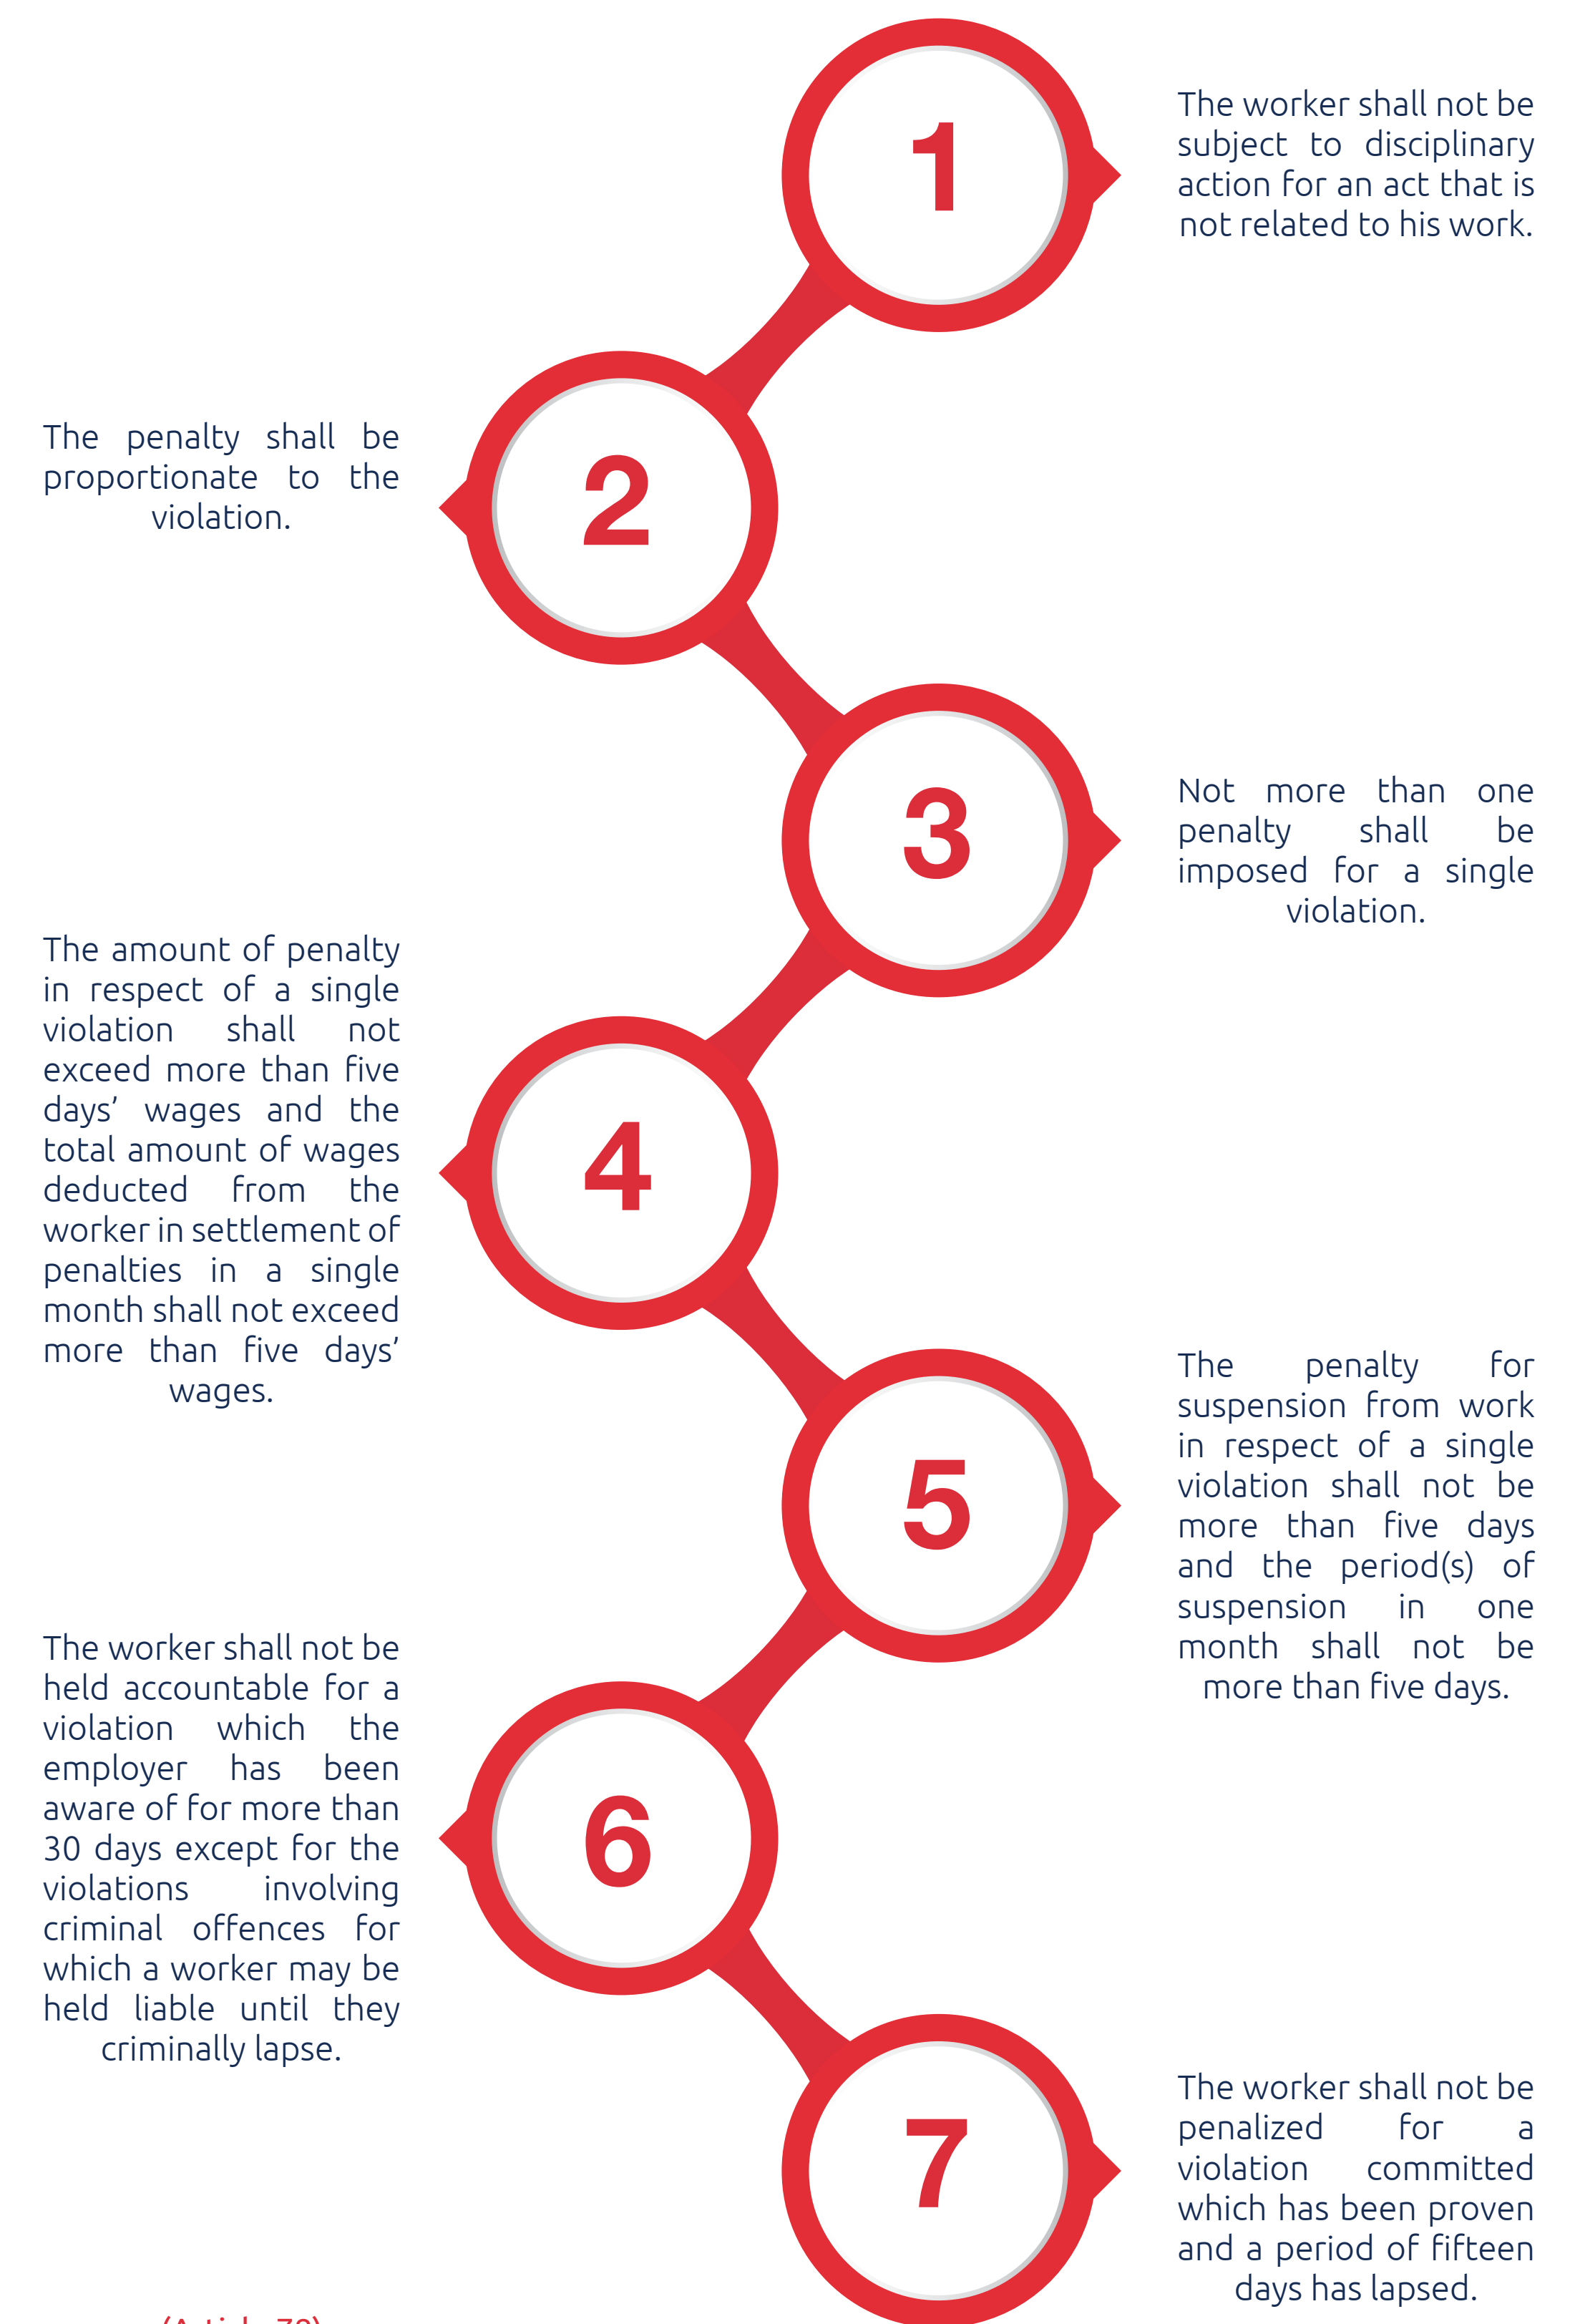 1
The worker shall not be
subject to disciplinary
action for an act that is
not related to his work.
2
The penalty shall be
proportionate to the
violation.
3
Not more than one
penalty shall be
imposed for a single
violation.
4
The amount of penalty
in respect of a single
violation shall not
exceed more than five
days’ wages and the
total amount of wages
deducted from the
worker in settlement of
penalties in a single
month shall not exceed
more than five days’
wages.
5
The penalty for
suspension from work
in respect of a single
violation shall not be
more than five days
and the period(s) of
suspension in one
month shall not be
more than five days.
6
The worker shall not be
held accountable for a
violation which the
employer has been
aware of for more than
30 days except for the
violations involving
criminal offences for
which a worker may be
held liable until they
criminally lapse.
7
The worker shall not be
penalized for a
violation committed
which has been proven
and a period of fifteen
days has lapsed.
(Article